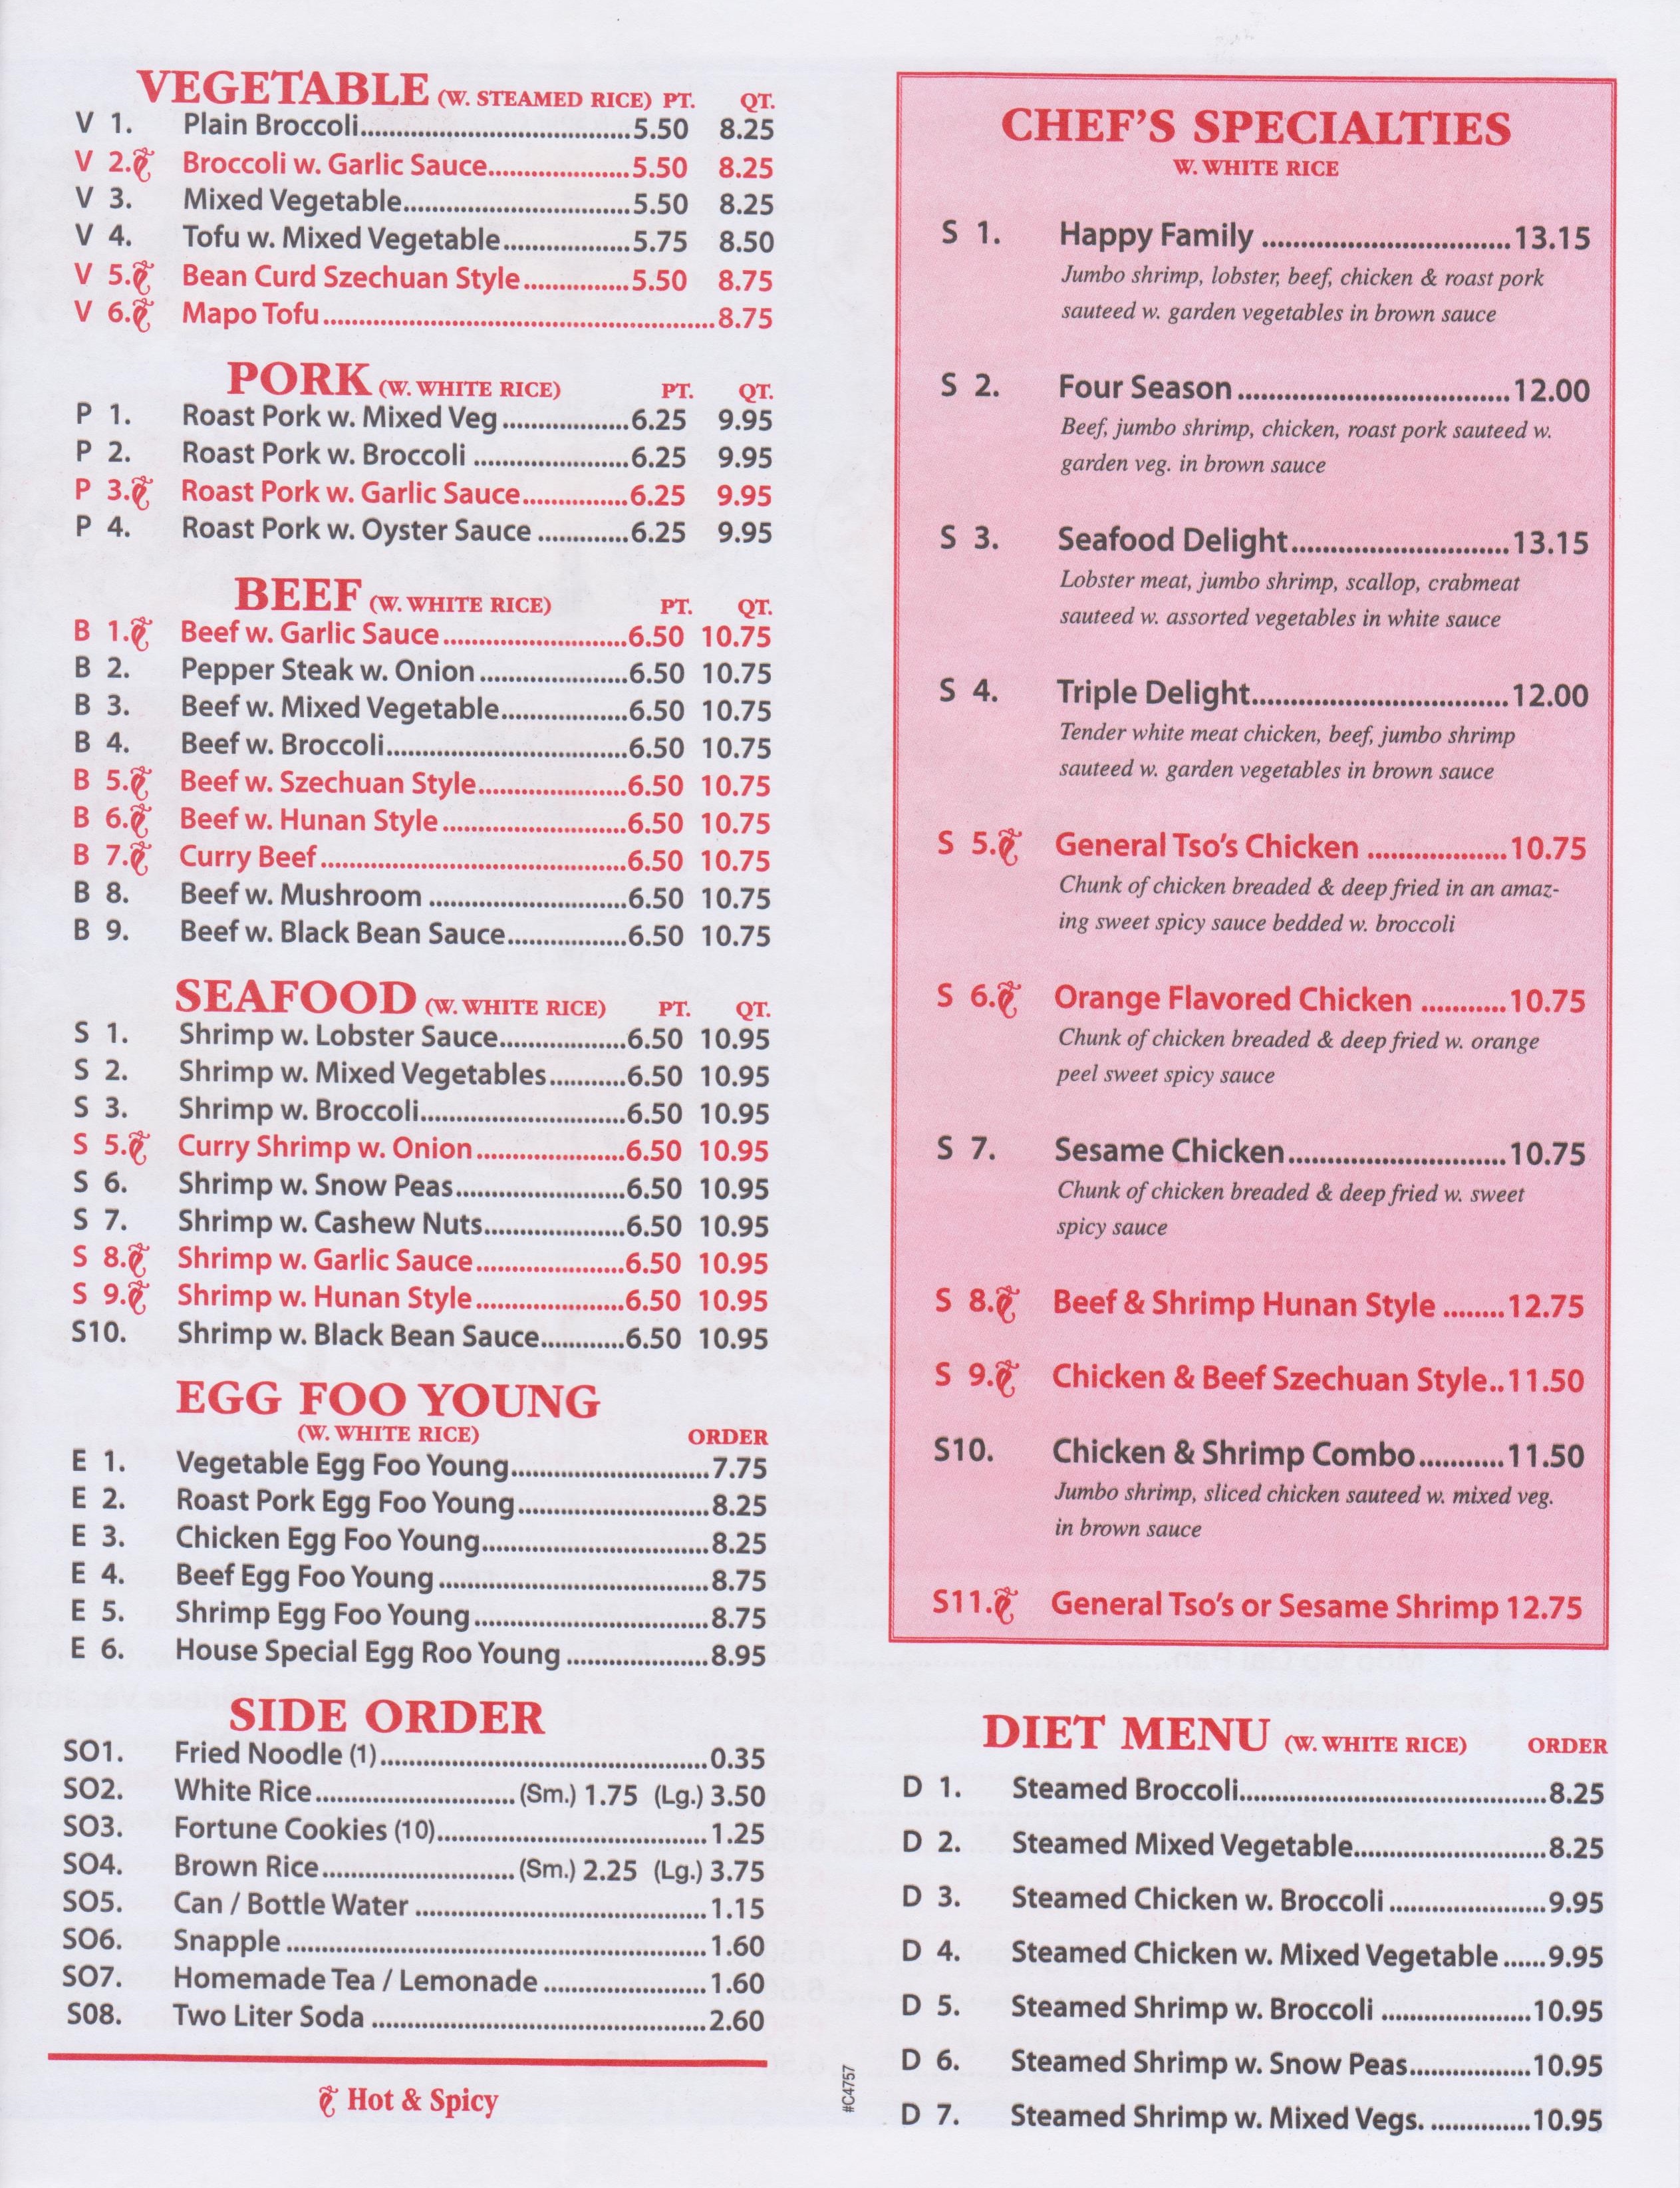 VEGETABLE (W. STEAMED RICE) PT. QT.
V 1. Plain Broccoli.....................................5.50 8.25
V 2. Broccoli w. Garlic Sauce....................5.50 8.25
V 3. Mixed Vegetable................................5.50 8.25
V 4. Tofu w. Mixed Vegetable..................5.75 8.50
V 5. Bean Curd Szechuan Style...............5.50 8.75
V 6. Mapo Tofu.......................................................8.75
PORK (W. WHITE RICE) PT. QT.
P 1. Roast Pork w. Mixed Veg..................6.25 9.95
P 2. Roast Pork w. Broccoli ......................6.25 9.95
P 3. Roast Pork w. Garlic Sauce...............6.25 9.95
P 4. Roast Pork w. Oyster Sauce .............6.25 9.95
BEEF (W. WHITE RICE) PT. QT.
B 1. Beef w. Garlic Sauce..........................6.50 10.75
B 2. Pepper Steak w. Onion.....................6.50 10.75
B 3. Beef w. Mixed Vegetable..................6.50 10.75
B 4. Beef w. Broccoli..................................6.50 10.75
B 5. Beef w. Szechuan Style.....................6.50 10.75
B 6. Beef w. Hunan Style..........................6.50 10.75
B 7. Curry Beef...........................................6.50 10.75
B 8. Beef w. Mushroom ............................6.50 10.75
B 9. Beef w. Black Bean Sauce.................6.50 10.75
SEAFOOD (W. WHITE RICE) PT. QT.
S 1. Shrimp w. Lobster Sauce..................6.50 10.95
S 2. Shrimp w. Mixed Vegetables...........6.50 10.95
S 3. Shrimp w. Broccoli.............................6.50 10.95
S 5. Curry Shrimp w. Onion.....................6.50 10.95
S 6. Shrimp w. Snow Peas........................6.50 10.95
S 7. Shrimp w. Cashew Nuts....................6.50 10.95
S 8. Shrimp w. Garlic Sauce.....................6.50 10.95
S 9. Shrimp w. Hunan Style.....................6.50 10.95
S10. Shrimp w. Black Bean Sauce............6.50 10.95
EGG FOO YOUNG
(W. WHITE RICE) ORDER
E 1. Vegetable Egg Foo Young............................7.75
E 2. Roast Pork Egg Foo Young...........................8.25
E 3. Chicken Egg Foo Young................................8.25
E 4. Beef Egg Foo Young......................................8.75
E 5. Shrimp Egg Foo Young.................................8.75
E 6. House Special Egg Roo Young....................8.95
SIDE ORDER
SO1. Fried Noodle (1)..............................................0.35
SO2. White Rice............................(Sm.) 1.75 (Lg.) 3.50
SO3. Fortune Cookies (10)......................................1.25
SO4. Brown Rice...........................(Sm.) 2.25 (Lg.) 3.75
SO5. Can / Bottle Water .........................................1.15
SO6. Snapple...........................................................1.60
SO7. Homemade Tea / Lemonade .......................1.60
S08. Two Liter Soda ...............................................2.60
Hot & Spicy
#C4757
CHEF'S SPECIALTIES
W. WHITE RICE
S 1. Happy Family ................................13.15
Jumbo shrimp, lobster, beef, chicken & roast pork
sauteed w. garden vegetables in brown sauce
S 2. Four Season...................................12.00
Beef, jumbo shrimp, chicken, roast pork sauteed w.
garden veg. in brown sauce
S 3. Seafood Delight............................13.15
Lobster meat, jumbo shrimp, scallop, crabmeat
sauteed w. assorted vegetables in white sauce
S 4. Triple Delight.................................12.00
Tender white meat chicken, beef, jumbo shrimp
sauteed w. garden vegetables in brown sauce
S 5. General Tso's Chicken ..................10.75
Chunk of chicken breaded & deep fried in an amaz-
ing sweet spicy sauce bedded w. broccoli
S 6. Orange Flavored Chicken ...........10.75
Chunk of chicken breaded & deep fried w. orange
peel sweet spicy sauce
S 7. Sesame Chicken............................10.75
Chunk of chicken breaded & deep fried w. sweet
spicy sauce
S 8. Beef & Shrimp Hunan Style ........12.75
S 9. Chicken & Beef Szechuan Style..11.50
S10. Chicken & Shrimp Combo...........11.50
Jumbo shrimp, sliced chicken sauteed w. mixed veg.
in brown sauce
S11. General Tso's or Sesame Shrimp 12.75
DIET MENU (W. WHITE RICE) ORDER
D 1. Steamed Broccoli...........................................8.25
D 2. Steamed Mixed Vegetable...........................8.25
D 3. Steamed Chicken w. Broccoli......................9.95
D 4. Steamed Chicken w. Mixed Vegetable......9.95
D 5. Steamed Shrimp w. Broccoli .....................10.95
D 6. Steamed Shrimp w. Snow Peas.................10.95
D 7. Steamed Shrimp w. Mixed Vegs. ..............10.95